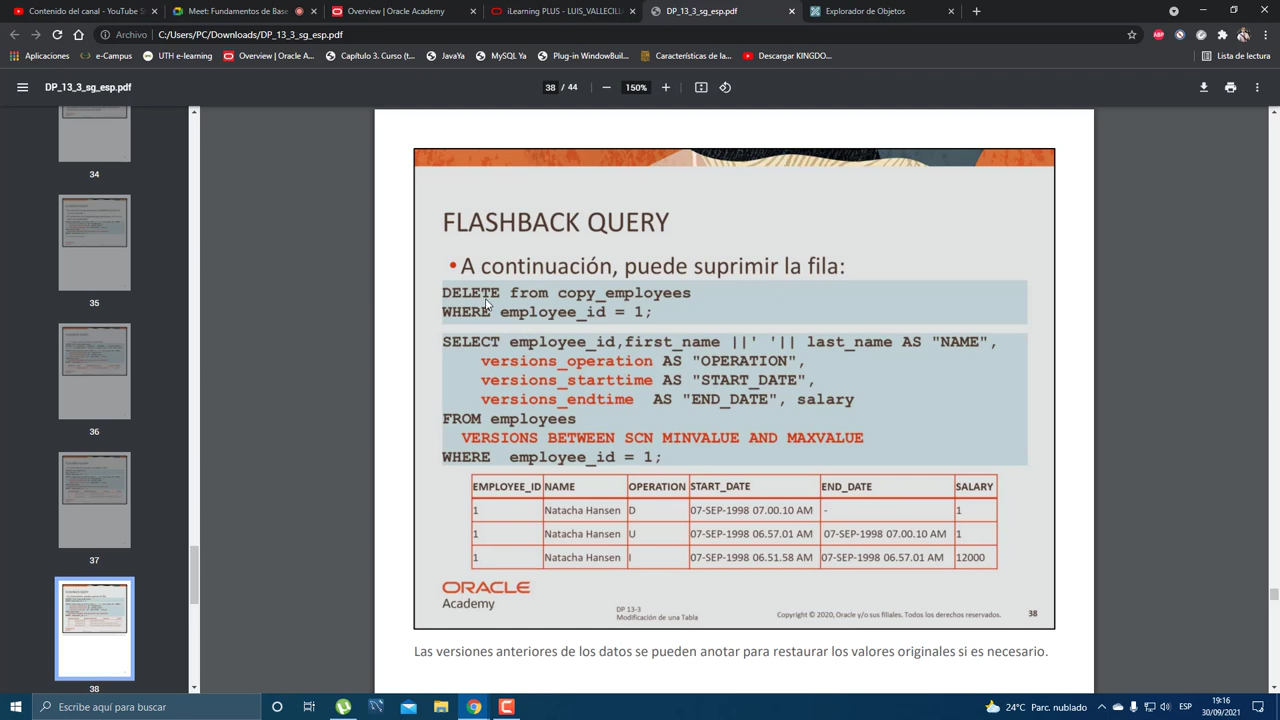 Contenido del canal - YouTube S
Meet: Fundamentos de Base
Overview | Oracle Academy
iLearning PLUS - LUIS_VALLECILL
DP_13_3_sg_esp.pdf
Explorador de Objetos
Archivo
C:/Users/PC/Downloads/DP_13_3_sg_esp.pdf
Aplicaciones
e-Campus
UTH e-learning
Overview | Oracle A...
Capítulo 3. Curso (t...
JavaYa
MySQL Ya
Plug-in WindowBuil...
Características de la...
Descarcar KINGDO...
Lista de lectura
DP_13_3_sg_esp.pdf
38 / 44
150%
34
35
36
37
38
FLASHBACK QUERY
• A continuación, puede suprimir la fila:
DELETE from copy_employees
WHERE employee_id = 1;
SELECT employee_id,first_name ||' '|| last_name AS "NAME",
versions_operation AS "OPERATION",
versions_starttime AS "START_DATE",
versions_endtime AS "END_DATE", salary
FROM employees
VERSIONS BETWEEN SCN MINVALUE AND MAXVALUE
WHERE employee_id = 1;
EMPLOYEE_ID NAME OPERATION START_DATE END_DATE SALARY
1 Natacha Hansen D 07-SEP-1998 07.00.10 AM - 1
1 Natacha Hansen U 07-SEP-1998 06.57.01 AM 07-SEP-1998 07.00.10 AM 1
1 Natacha Hansen I 07-SEP-1998 06.51.58 AM 07-SEP-1998 06.57.01 AM 12000
ORACLE
Academy
DP 13-3
Modificación de una Tabla
Copyright © 2020, Oracle y/o sus filiales. Todos los derechos reservados.
38
Las versiones anteriores de los datos se pueden anotar para restaurar los valores originales si es necesario.
Escribe aquí para buscar
24°C Parc. nublado
ESP
19:16
30/09/2021